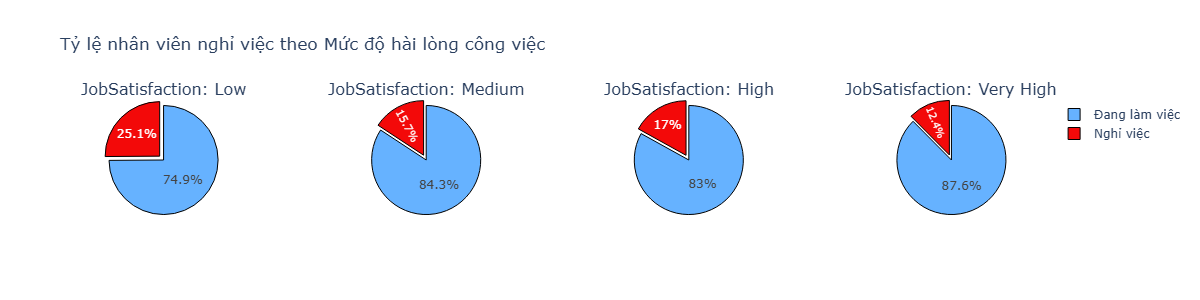 Tỷ lệ nhân viên nghỉ việc theo Mức độ hài lòng công việc
JobSatisfaction: Low
JobSatisfaction: Medium
JobSatisfaction: High
JobSatisfaction: Very High
25.1%
74.9%
15.7%
84.3%
17%
83%
12.4%
87.6%
Đang làm việc
Nghỉ việc